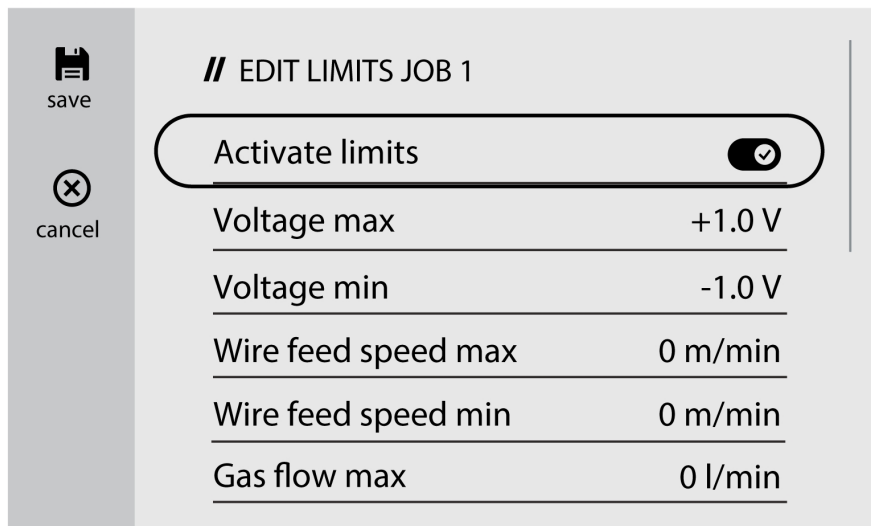 save
cancel
// EDIT LIMITS JOB 1
Activate limits
Voltage max +1.0 V
Voltage min -1.0 V
Wire feed speed max 0 m/min
Wire feed speed min 0 m/min
Gas flow max 0 l/min